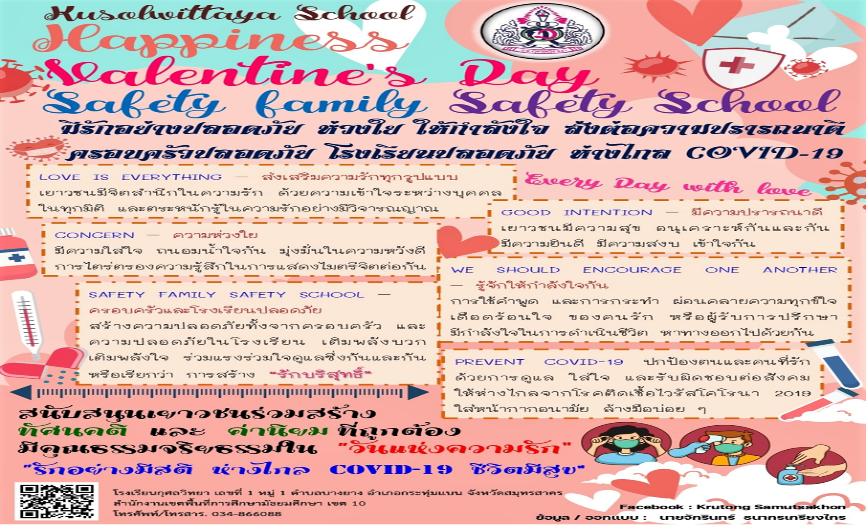 Kusolwittaya School
Happiness
Valentine's Day
Safety family Safety School
มีรักอย่างปลอดภัย ห่วงใย ให้กำลังใจ ส่งต่อความปรารถนาดี
ครอบครัวปลอดภัย โรงเรียนปลอดภัย ห่างไกล COVID-19
LOVE IS EVERYTHING – ส่งเสริมความรักทุกรูปแบบ
เยาวชนมีจิตสำนึกในความรัก ด้วยความเข้าใจระหว่างบุคคล
ในทุกมิติ และตระหนักรู้ในความรักอย่างมีวิจารณญาณ
Every Day with love
GOOD INTENTION – มีความปรารถนาดี
เยาวชนมีความสุข อนุเคราะห์กันและกัน
มีความยินดี มีความสงบ เข้าใจกัน
CONCERN – ความห่วงใย
มีความใส่ใจ ถนอมน้ำใจกัน มุ่งมั่นในความหวังดี
การไตร่ตรองความรู้สึกในการแสดงไมตรีจิตต่อกัน
WE SHOULD ENCOURAGE ONE ANOTHER
– รู้จักให้กำลังใจกัน
การใช้คำพูด และการกระทำ ผ่อนคลายความทุกข์ใจ
เดือดร้อนใจ ของคนรัก หรือผู้รับการปรึกษา
มีกำลังใจในการดำเนินชีวิต หาทางออกไปด้วยกัน
SAFETY FAMILY SAFETY SCHOOL –
ครอบครัวและโรงเรียนปลอดภัย
สร้างความปลอดภัยทั้งจากครอบครัว และ
ความปลอดภัยในโรงเรียน เติมพลังบวก
เติมพลังใจ ร่วมแรงร่วมใจดูแลซึ่งกันและกัน
หรือเรียกว่า การสร้าง "รักบริสุทธิ์"
PREVENT COVID-19 ปกป้องตนและคนที่รัก
ด้วยการดูแล ใส่ใจ และรับผิดชอบต่อสังคม
ให้ห่างไกลจากโรคติดเชื้อไวรัสโคโรนา 2019
ใส่หน้ากากอนามัย ล้างมือบ่อย ๆ
สนับสนุนเยาวชนร่วมสร้าง
ทัศนคติ และ ค่านิยม ที่ถูกต้อง
มีคุณธรรมจริยธรรมใน "วันแห่งความรัก"
"รักอย่างมีสติ ห่างไกล COVID-19 ชีวิตมีสุข"
โรงเรียนกุศลวิทยา เลขที่ 1 หมู่ 1 ตำบลบางยาง อำเภอกระทุ่มแบน จังหวัดสมุทรสาคร
สำนักงานเขตพื้นที่การศึกษามัธยมศึกษา เขต 10
โทรศัพท์/โทรสาร. 034-866088
Facebook : Krutong Samutsakhon
ข้อมูล / ออกแบบ : นายจักรินทร์ ธนากรเกรียงไกร